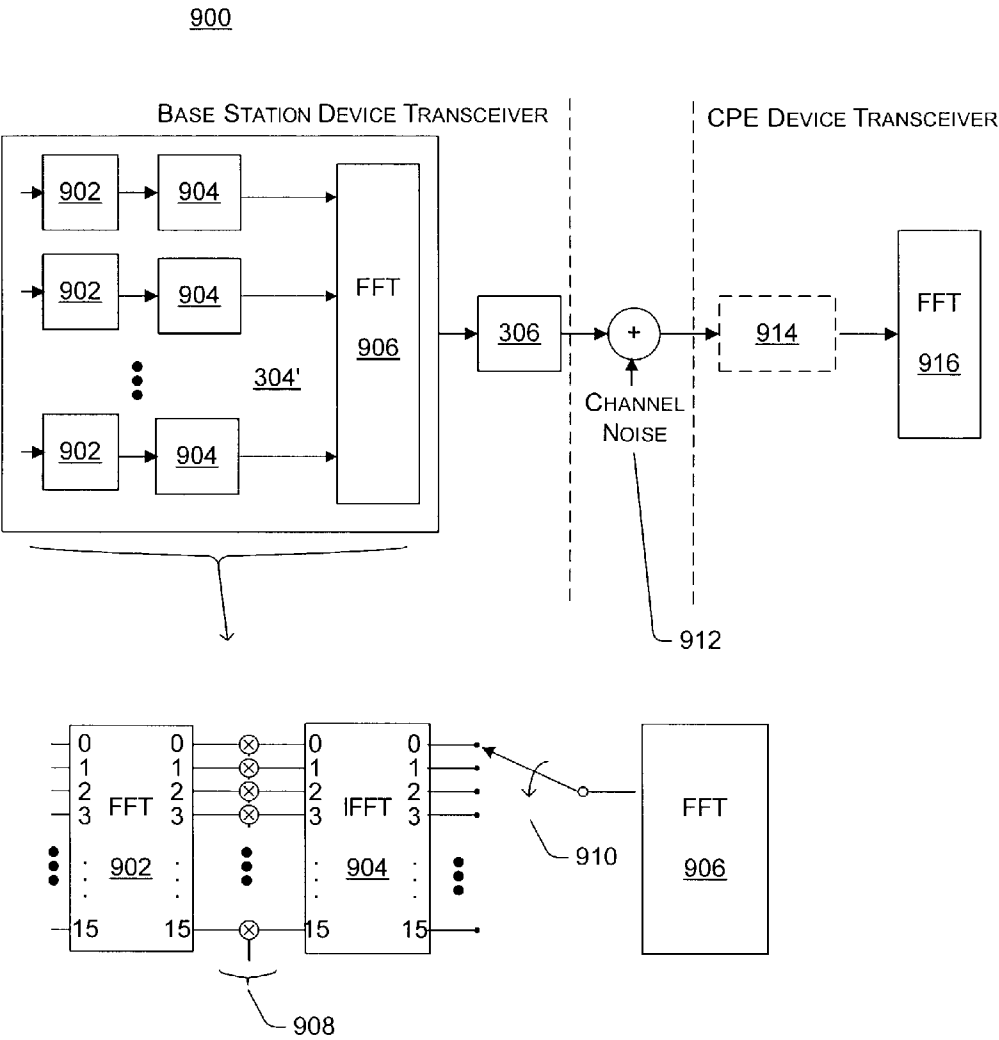 900
BASE STATION DEVICE TRANSCEIVER
CPE DEVICE TRANSCEIVER
902 904
902 904
304'
902 904
FFT
906
306
+
CHANNEL
NOISE
914
FFT
916
912
0 0 0 0
1 1 1 1
2 2 2 2
3 3 3 3
FFT IFFT FFT
902 904 906
15 15 15 15
910
908